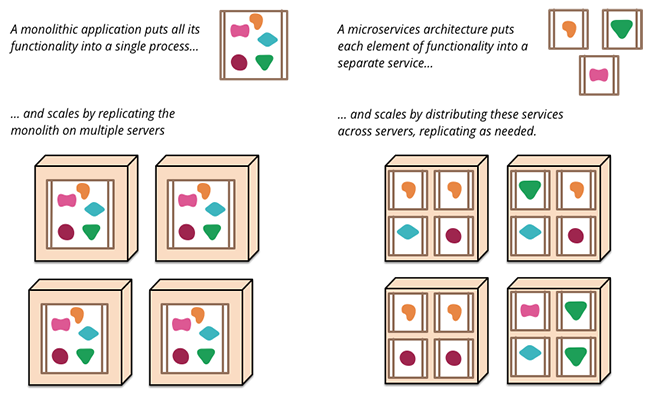 A monolithic application puts all its
functionality into a single process...
... and scales by replicating the
monolith on multiple servers
A microservices architecture puts
each element of functionality into a
separate service...
... and scales by distributing these services
across servers, replicating as needed.